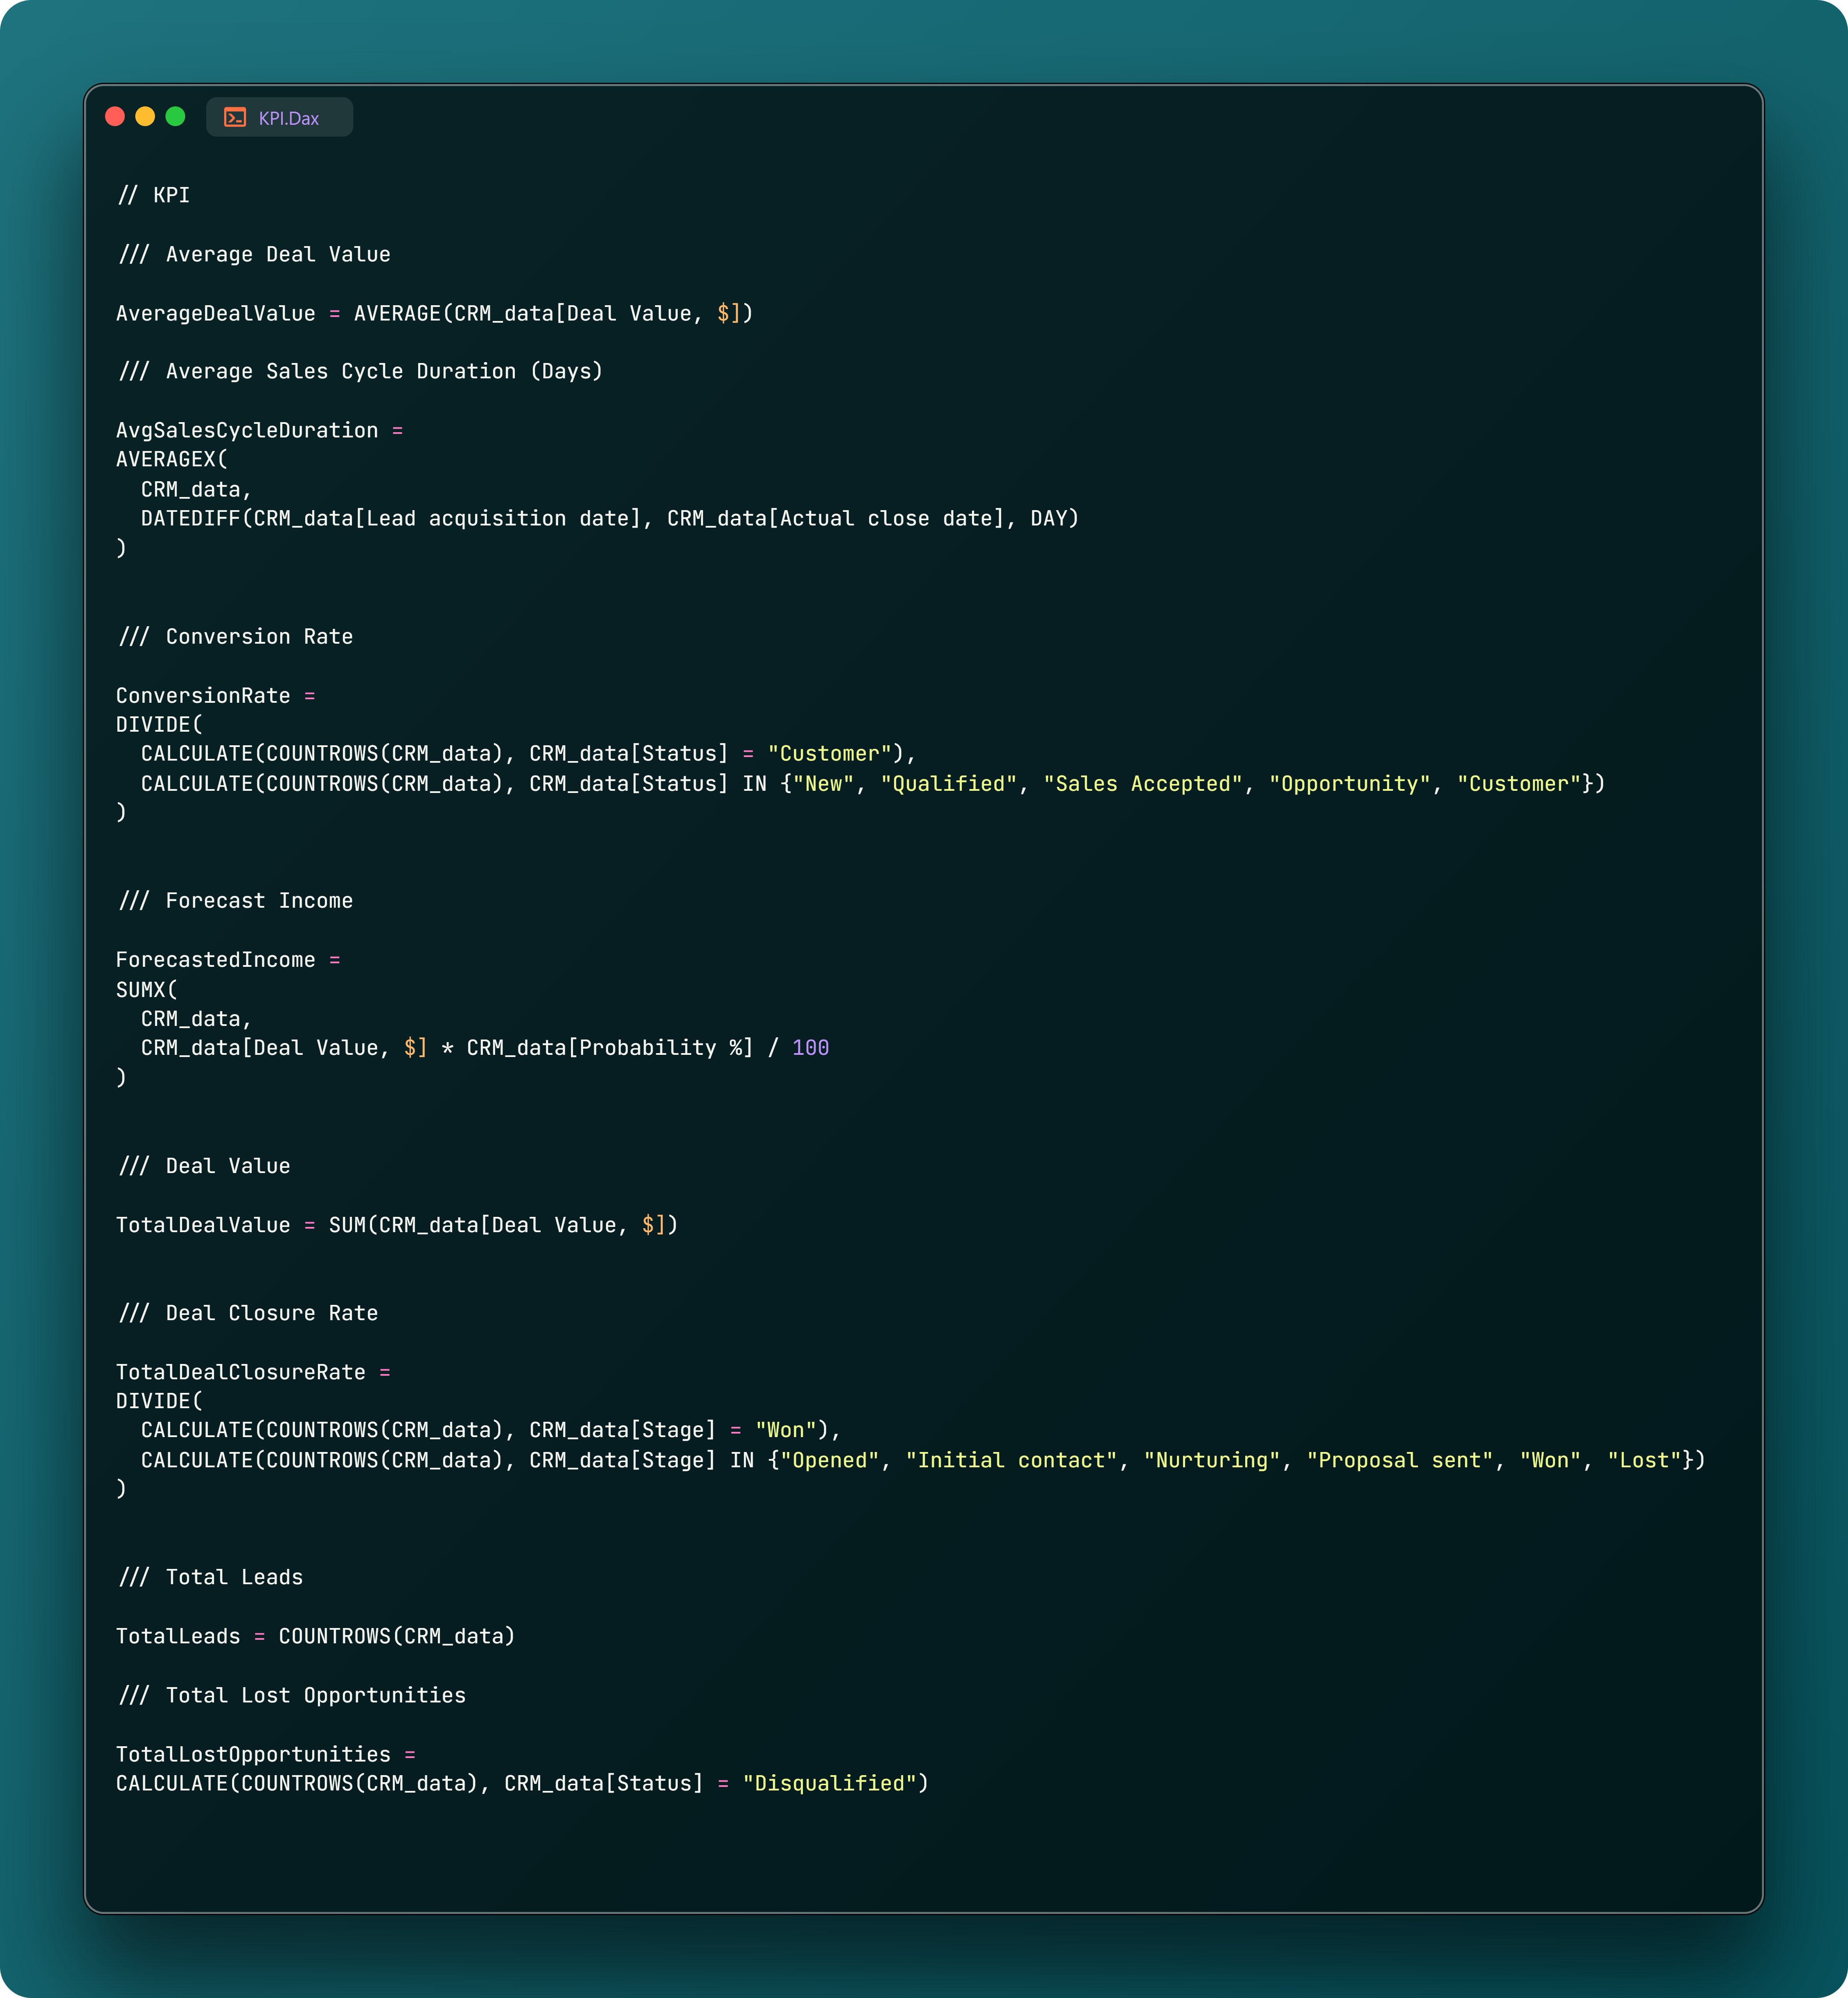 KPI.Dax
// KPI
/// Average Deal Value
AverageDealValue = AVERAGE(CRM_data[Deal Value, $])
/// Average Sales Cycle Duration (Days)
AvgSalesCycleDuration =
AVERAGEX(
  CRM_data,
  DATEDIFF(CRM_data[Lead acquisition date], CRM_data[Actual close date], DAY)
)
/// Conversion Rate
ConversionRate =
DIVIDE(
  CALCULATE(COUNTROWS(CRM_data), CRM_data[Status] = "Customer"),
  CALCULATE(COUNTROWS(CRM_data), CRM_data[Status] IN {"New", "Qualified", "Sales Accepted", "Opportunity", "Customer"})
)
/// Forecast Income
ForecastedIncome =
SUMX(
  CRM_data,
  CRM_data[Deal Value, $] * CRM_data[Probability %] / 100
)
/// Deal Value
TotalDealValue = SUM(CRM_data[Deal Value, $])
/// Deal Closure Rate
TotalDealClosureRate =
DIVIDE(
  CALCULATE(COUNTROWS(CRM_data), CRM_data[Stage] = "Won"),
  CALCULATE(COUNTROWS(CRM_data), CRM_data[Stage] IN {"Opened", "Initial contact", "Nurturing", "Proposal sent", "Won", "Lost"})
)
/// Total Leads
TotalLeads = COUNTROWS(CRM_data)
/// Total Lost Opportunities
TotalLostOpportunities =
CALCULATE(COUNTROWS(CRM_data), CRM_data[Status] = "Disqualified")